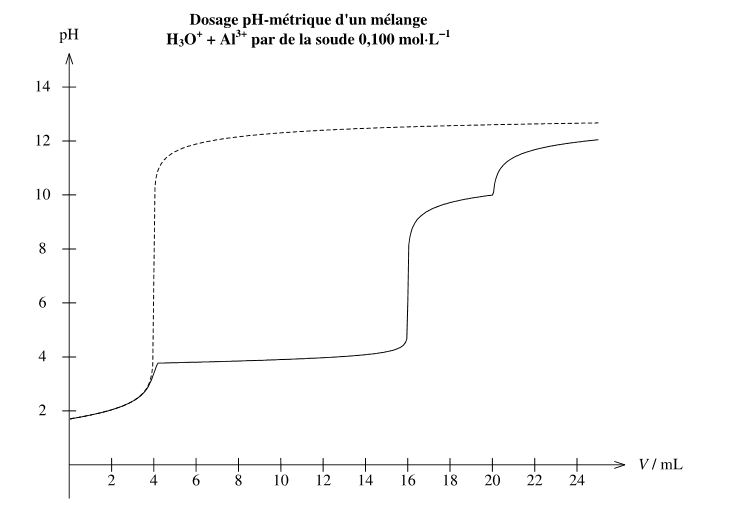 Dosage pH-métrique d'un mélange
H₃O⁺ + Al³⁺ par de la soude 0,100 mol·L⁻¹
pH
14
12
10
8
6
4
2
2 4 6 8 10 12 14 16 18 20 22 24
V / mL